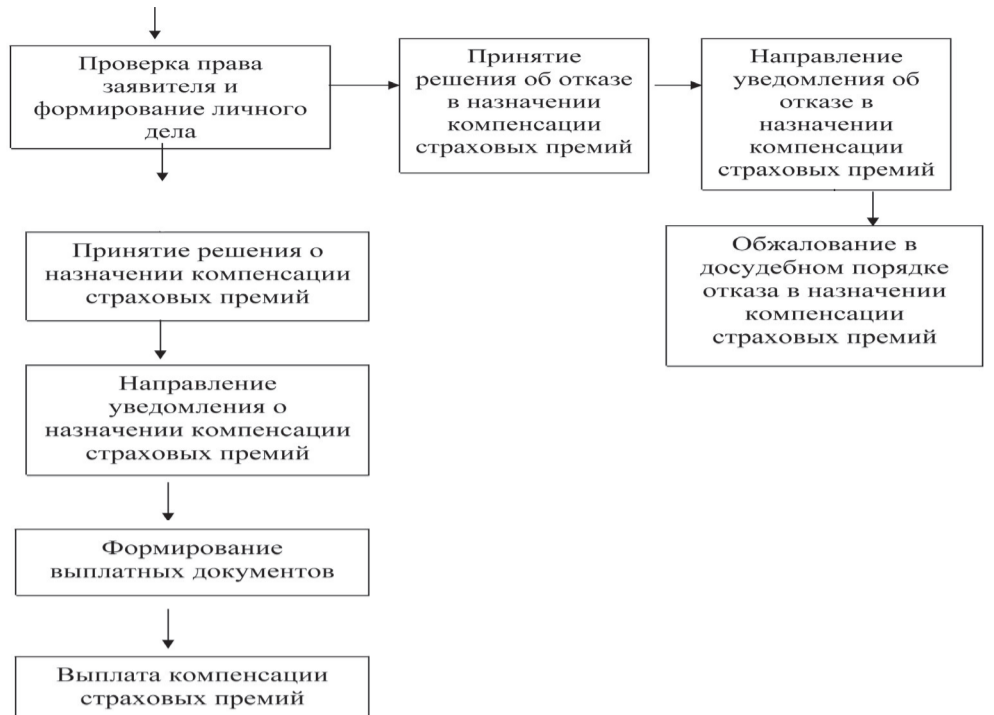 Проверка права
заявителя и
формирование личного
дела
Принятие
решения об отказе
в назначении
компенсации
страховых премий
Направление
уведомления об
отказе в
назначении
компенсации
страховых премий
Обжалование в
досудебном порядке
отказа в назначении
компенсации
страховых премий
Принятие решения о
назначении компенсации
страховых премий
Направление
уведомления о
назначении компенсации
страховых премий
Формирование
выплатных документов
Выплата компенсации
страховых премий